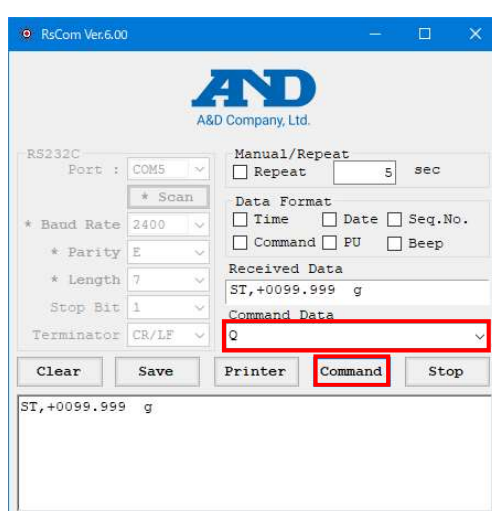 RsCom Ver.6.00
AND
A&D Company, Ltd.
RS232C
Port : COM5
* Scan
* Baud Rate 2400
* Parity E
* Length 7
Stop Bit 1
Terminator CR/LF
Manual/Repeat
Repeat 5 sec
Data Format
Time Date Seq.No.
Command PU Beep
Received Data
ST,+0099.999 g
Command Data
Q
Clear Save Printer Command Stop
ST,+0099.999 g